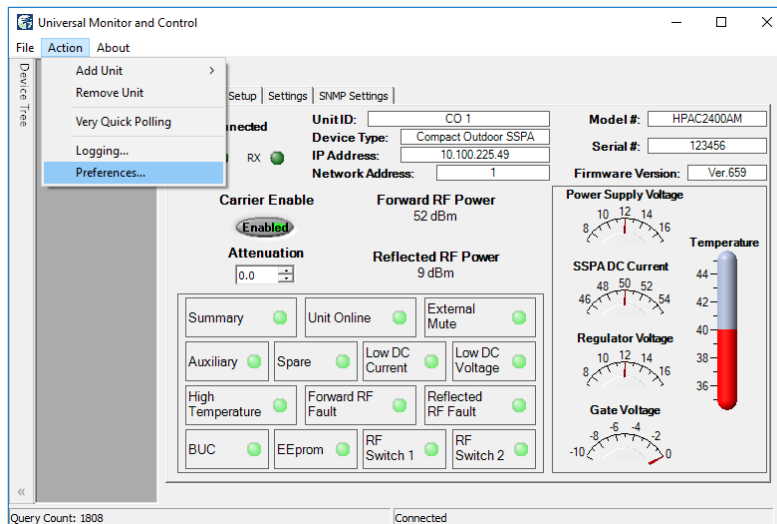 Universal Monitor and Control
File Action About
Device Tree
Add Unit
Remove Unit
Very Quick Polling
Logging...
Preferences...
Setup Settings SNMP Settings
RX
Unit ID: CO 1
Device Type: Compact Outdoor SSPA
IP Address: 10.100.225.49
Network Address: 1
Model #: HPAC2400AM
Serial #: 123456
Firmware Version: Ver.659
Carrier Enable
Enabled
Attenuation
0.0
Forward RF Power
52 dBm
Reflected RF Power
9 dBm
Summary
Unit Online
External Mute
Auxiliary
Spare
Low DC Current
Low DC Voltage
High Temperature
Forward RF Fault
Reflected RF Fault
BUC
EEprom
RF Switch 1
RF Switch 2
Power Supply Voltage
8 10 12 14 16
SSPA DC Current
46 48 50 52 54
Regulator Voltage
8 10 12 14 16
Gate Voltage
-10 -8 -6 -4 -2 0
Temperature
44
42
40
38
36
«
Query Count: 1808
Connected